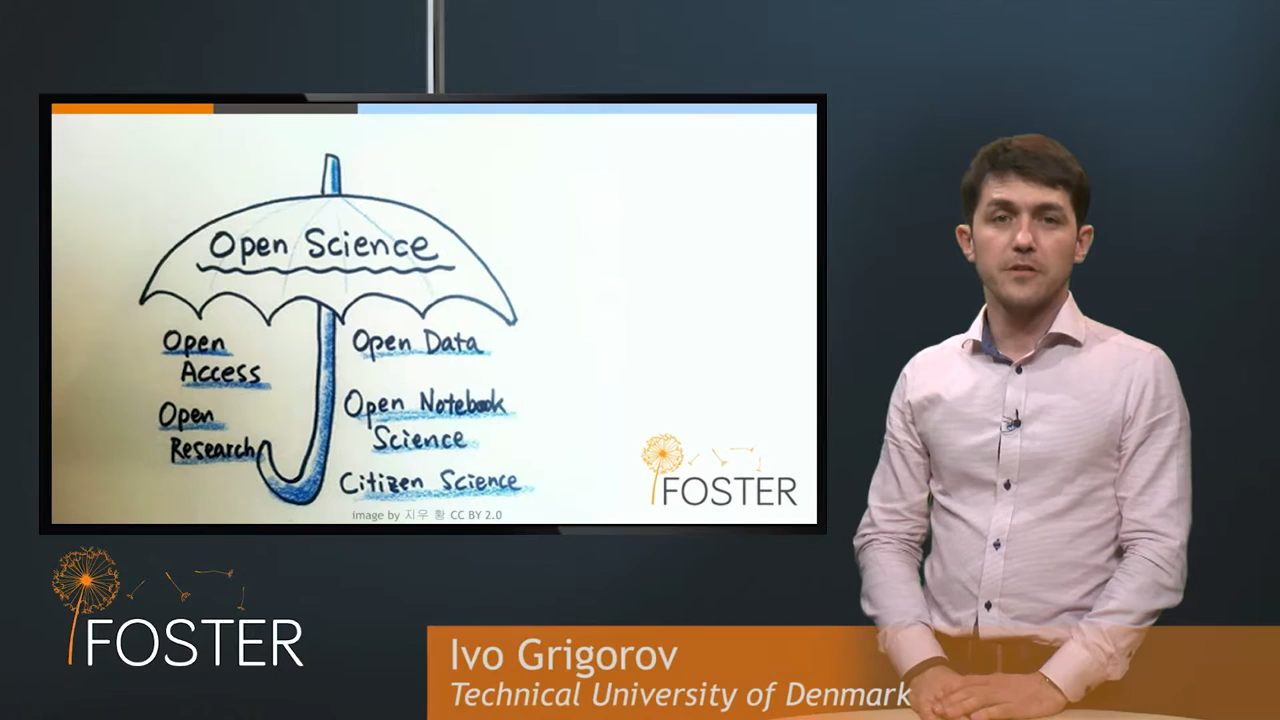 Open Science
Open
Access
Open
Research
Open Data
Open Notebook
Science
Citizen Science
image by 지우 황 CC BY 2.0
FOSTER
FOSTER
Ivo Grigorov
Technical University of Denmark